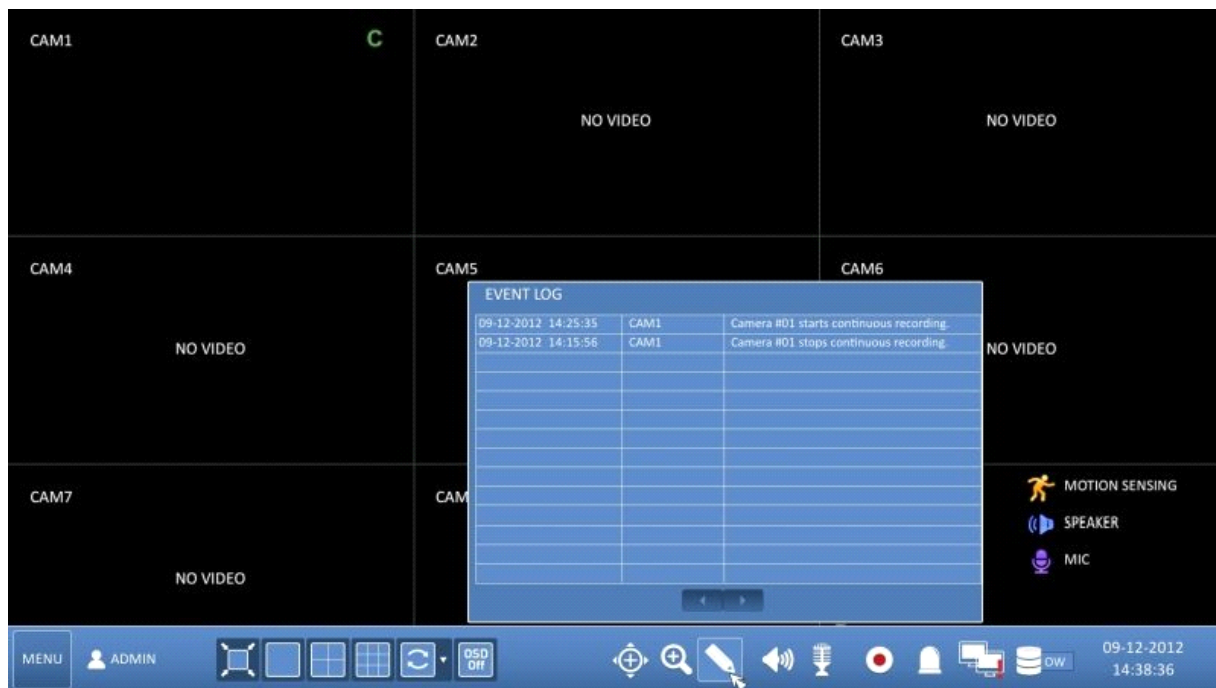 CAM1 C CAM2 CAM3
NO VIDEO NO VIDEO
CAM4 CAM5 CAM6
EVENT LOG
09-12-2012 14:25:35 CAM1 Camera #01 starts continuous recording.
09-12-2012 14:15:56 CAM1 Camera #01 stops continuous recording.
NO VIDEO NO VIDEO
CAM7 CAM
MOTION SENSING
SPEAKER
MIC
NO VIDEO
MENU ADMIN OSD Off OW 09-12-2012
14:38:36